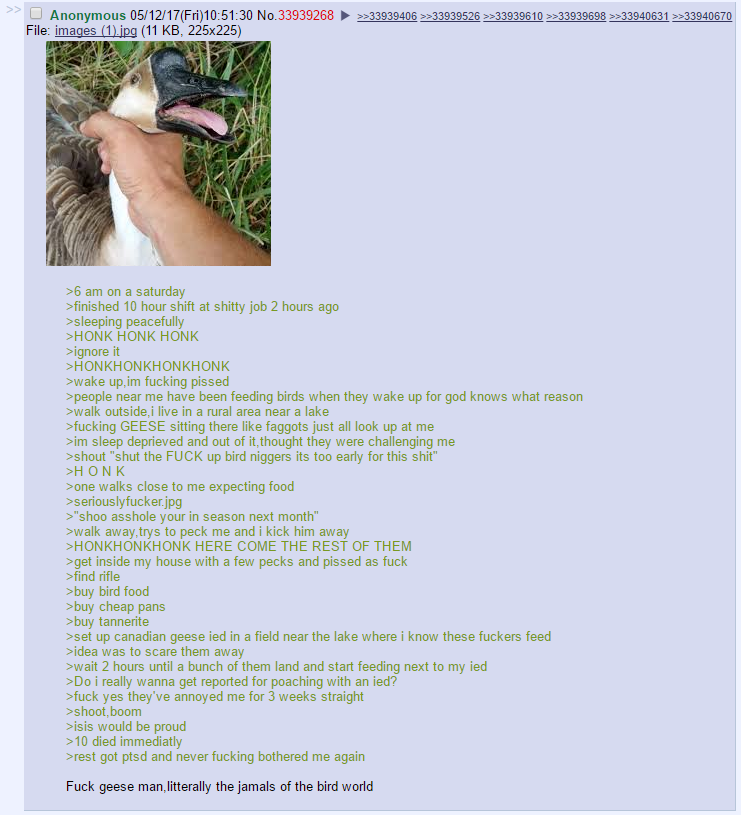 >>
Anonymous 05/12/17(Fri)10:51:30 No.33939268 ▶ >>33939406 >>33939526 >>33939610 >>33939698 >>33940631 >>33940670
File: images (1).jpg (11 KB, 225x225)
>6 am on a saturday
>finished 10 hour shift at shitty job 2 hours ago
>sleeping peacefully
>HONK HONK HONK
>ignore it
>HONKHONKHONKHONK
>wake up,im fucking pissed
>people near me have been feeding birds when they wake up for god knows what reason
>walk outside,i live in a rural area near a lake
>fucking GEESE sitting there like faggots just all look up at me
>im sleep deprieved and out of it,thought they were challenging me
>shout "shut the FUCK up bird niggers its too early for this shit"
>H O N K
>one walks close to me expecting food
>seriouslyfucker.jpg
>"shoo asshole your in season next month"
>walk away,trys to peck me and i kick him away
>HONKHONKHONK HERE COME THE REST OF THEM
>get inside my house with a few pecks and pissed as fuck
>find rifle
>buy bird food
>buy cheap pans
>buy tannerite
>set up canadian geese ied in a field near the lake where i know these fuckers feed
>idea was to scare them away
>wait 2 hours until a bunch of them land and start feeding next to my ied
>Do i really wanna get reported for poaching with an ied?
>fuck yes they've annoyed me for 3 weeks straight
>shoot,boom
>isis would be proud
>10 died immediatly
>rest got ptsd and never fucking bothered me again
Fuck geese man,litterally the jamals of the bird world